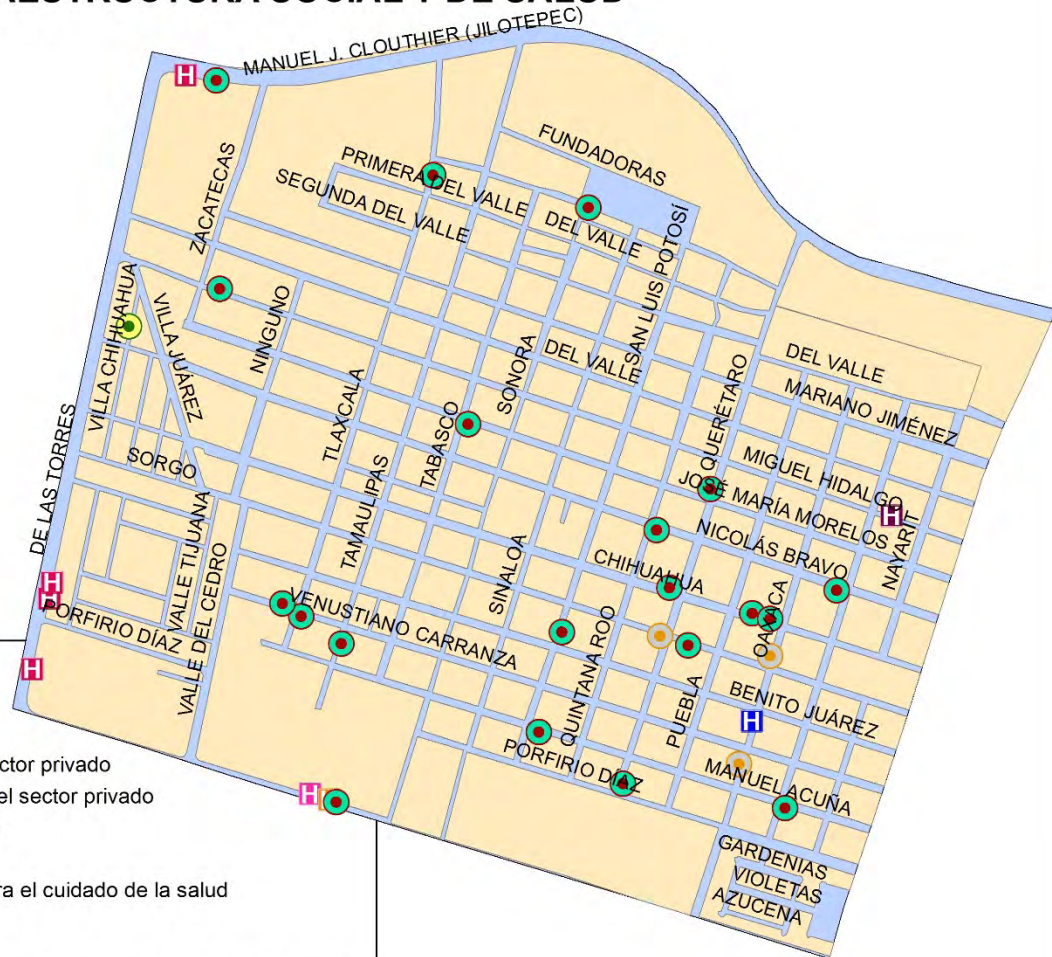 AESTRUCTURA SOCIAL Y DE SALUD
MANUEL J. CLOUTHIER (JILOTEPEC)
FUNDADORAS
PRIMERA DEL VALLE
SEGUNDA DEL VALLE
ZACATECAS
DEL VALLE
SAN LUIS POTOSÍ
VILLA CHIHUAHUA
VILLA JUÁREZ
NINGUNO
SONORA
DEL VALLE
DEL VALLE
MARIANO JIMÉNEZ
QUERÉTARO
TLAXCALA
TABASCO
DE LAS TORRES
SORGO
TAMAULIPAS
MIGUEL HIDALGO
JOSÉ MARÍA MORELOS
NICOLÁS BRAVO
NAYARIT
VALLE TIJUANA
VALLE DEL CEDRO
SINALOA
CHIHUAHUA
OAXACA
PORFIRIO DÍAZ
VENUSTIANO CARRANZA
QUINTANA ROO
PUEBLA
BENITO JUÁREZ
PORFIRIO DÍAZ
MANUEL ACUÑA
GARDENIAS
VIOLETAS
AZUCENA
H
H
H
H
H
H
H
ctor privado
el sector privado
ra el cuidado de la salud